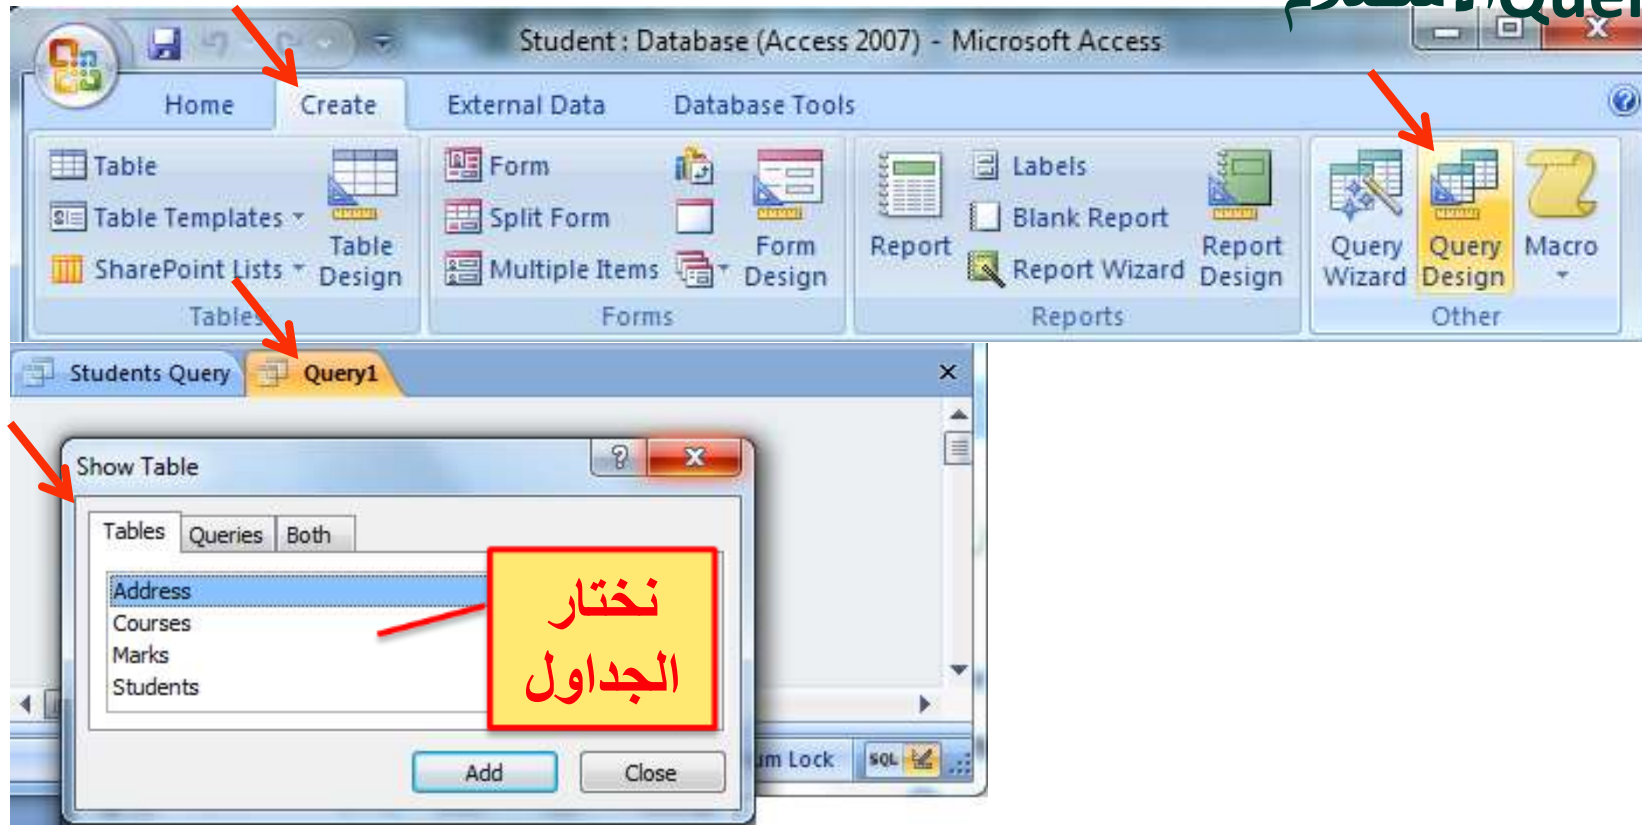 Student : Database (Access 2007) - Microsoft Access
Home Create External Data Database Tools
Table
Table Templates
SharePoint Lists
Table Design
Tables
Form
Split Form
Multiple Items
Form Design
Forms
Report
Labels
Blank Report
Report Wizard
Report Design
Reports
Query Wizard
Query Design
Macro
Other
Students Query Query1
Show Table
Tables Queries Both
Address
Courses
Marks
Students
نختار
الجداول
Add Close
Lock SQL